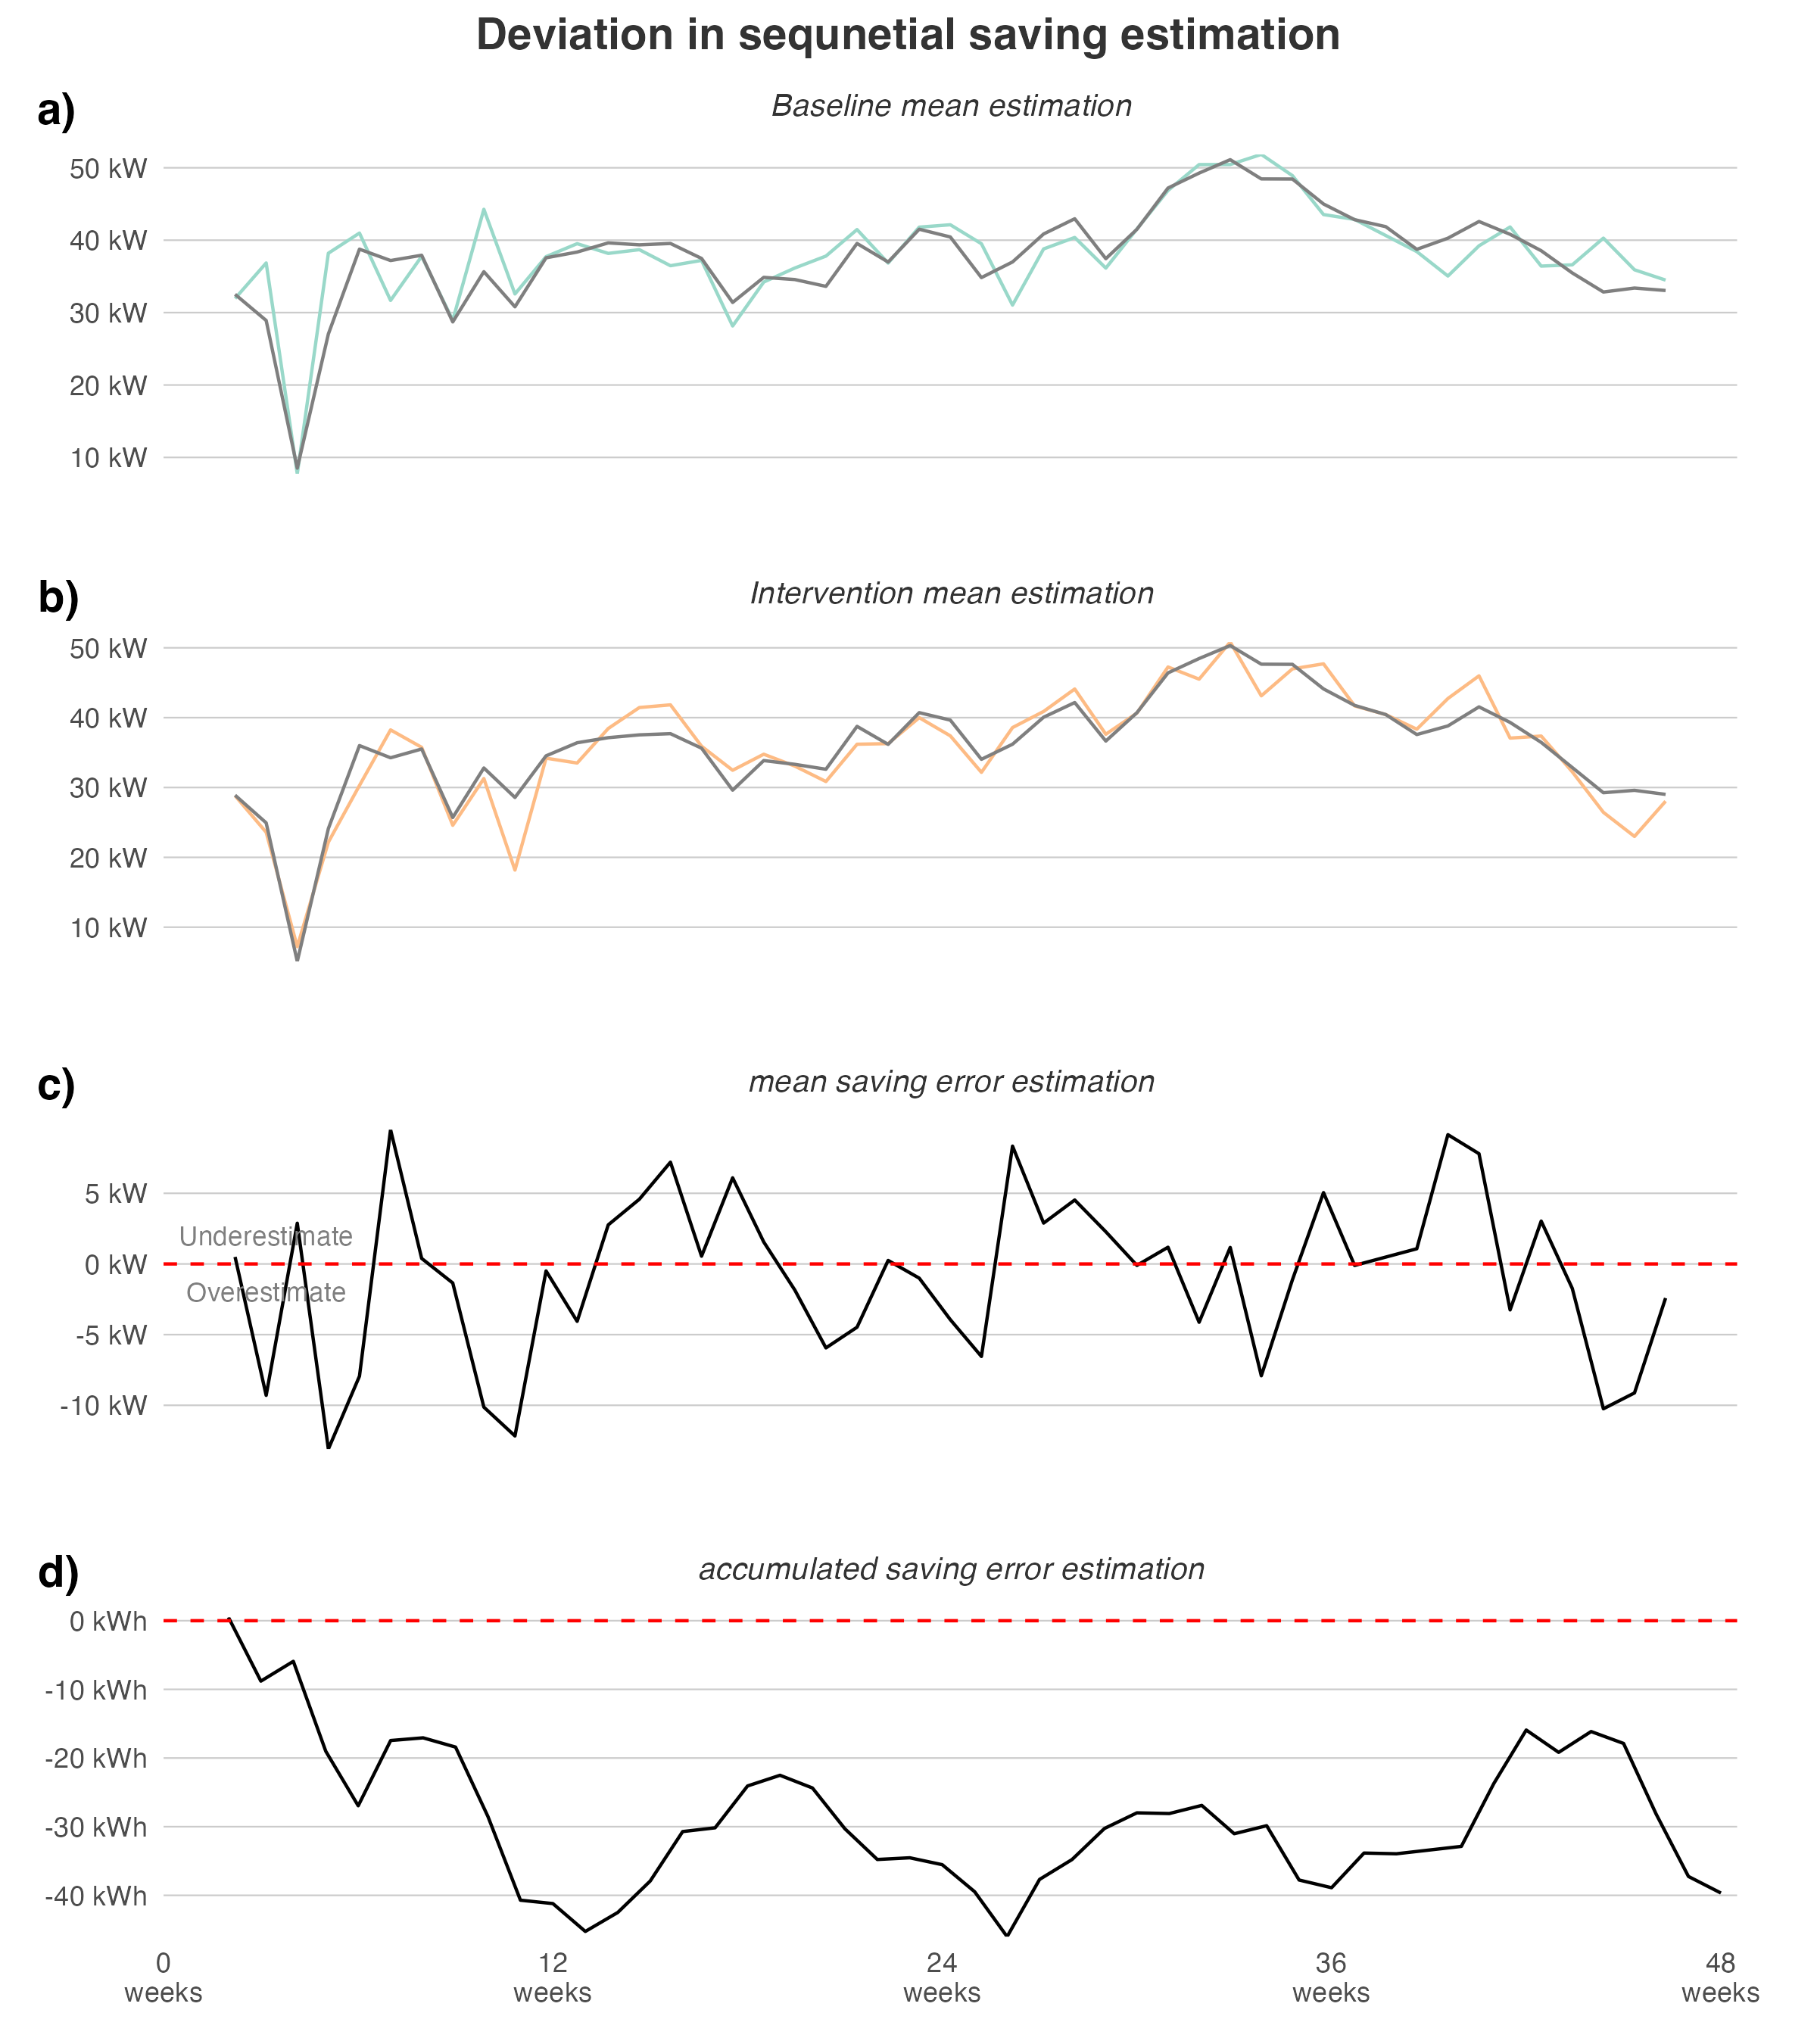 Deviation in sequnetial saving estimation
a)
Baseline mean estimation
50 kW
40 kW
30 kW
20 kW
10 kW
b)
Intervention mean estimation
50 kW
40 kW
30 kW
20 kW
10 kW
c)
mean saving error estimation
5 kW
Underestimate
0 kW
Overestimate
-5 kW
-10 kW
d)
accumulated saving error estimation
0 kWh
-10 kWh
-20 kWh
-30 kWh
-40 kWh
0 12 24 36 48
weeks weeks weeks weeks weeks